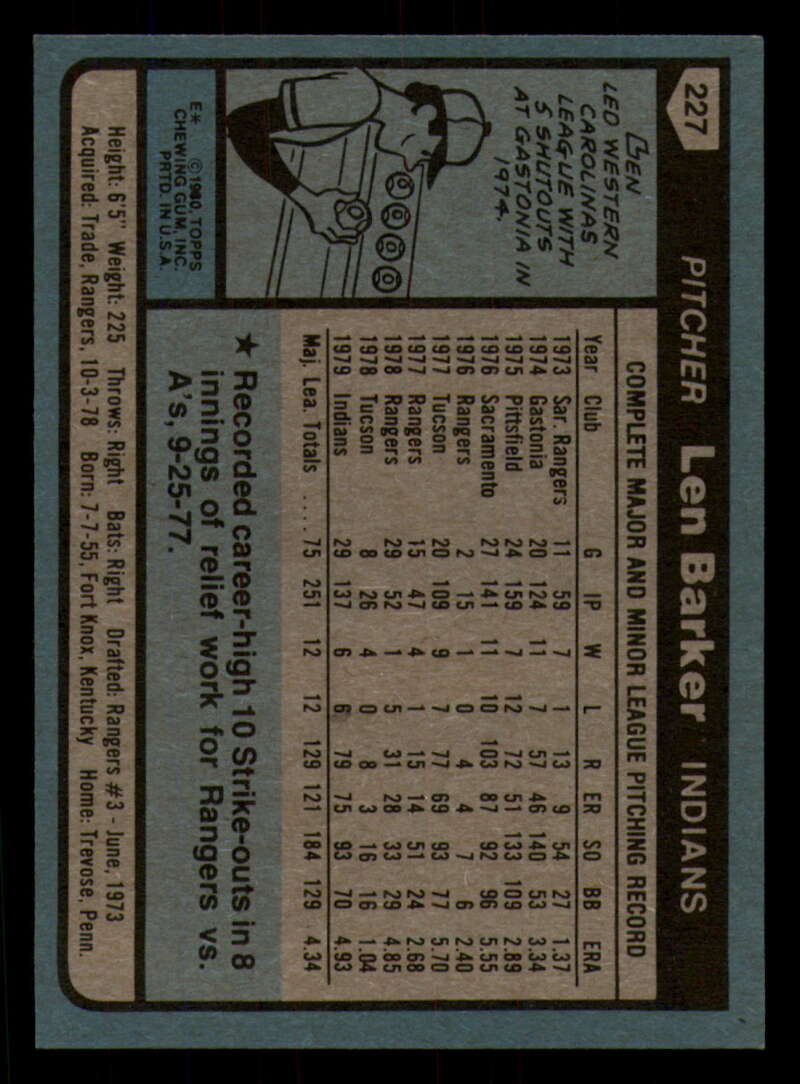 227
PITCHER Len Barker INDIANS
Len
LED WESTERN
CAROLINAS
LEAGUE WITH
5 SHUTOUTS
AT GASTONIA IN
1974.
E* ©1980, TOPPS
CHEWING GUM, INC.
PRTD. IN U.S.A.
COMPLETE MAJOR AND MINOR LEAGUE PITCHING RECORD
Year Club G IP W L R ER SO BB ERA
1973 Sar. Rangers 11 59 7 1 13 9 54 27 1.37
1974 Gastonia 20 124 11 7 57 46 140 53 3.34
1975 Pittsfield 24 159 7 12 72 51 133 109 2.89
1976 Sacramento 27 141 11 10 103 87 92 96 5.55
1976 Rangers 2 15 1 0 4 4 7 6 2.40
1977 Tucson 20 109 9 7 77 69 93 77 5.70
1977 Rangers 15 47 4 1 15 14 51 24 2.68
1978 Rangers 29 52 1 5 31 28 33 29 4.85
1978 Tucson 8 26 4 0 8 3 16 16 1.04
1979 Indians 29 137 6 6 79 75 93 70 4.93
Maj. Lea. Totals .... 75 251 12 12 129 121 184 129 4.34
★ Recorded career-high 10 Strike-outs in 8
innings of relief work for Rangers vs.
A's, 9-25-77.
Height: 6'5" Weight: 225 Throws: Right Bats: Right Drafted: Rangers #3 - June, 1973
Acquired: Trade, Rangers, 10-3-78 Born: 7-7-55, Fort Knox, Kentucky Home: Trevose, Penn.